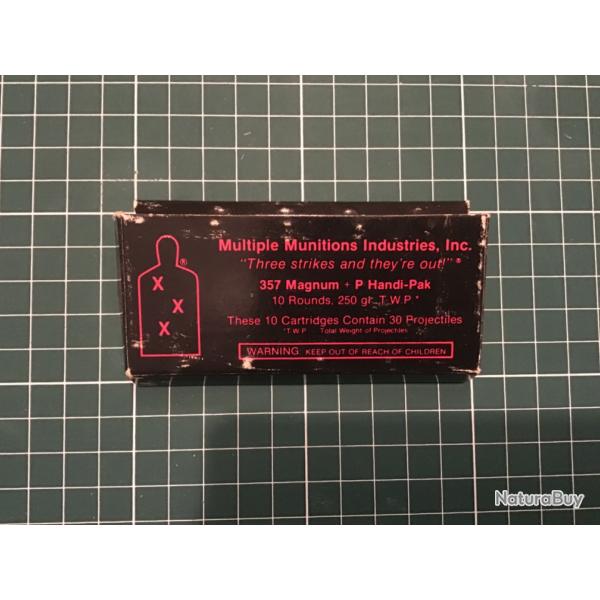 Multiple Munitions Industries, Inc.
"Three strikes and they're out!"®
357 Magnum + P Handi-Pak
10 Rounds, 250 gr. T.W.P.*
These 10 Cartridges Contain 30 Projectiles
*T.W.P. Total Weight of Projectiles
WARNING: KEEP OUT OF REACH OF CHILDREN
®
X
X
X
NaturaBuy